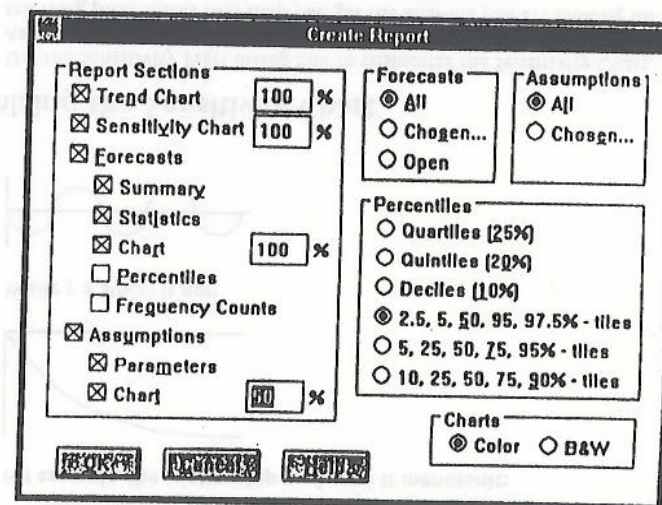 Create Report
Report Sections
Trend Chart 100 %
Sensitivity Chart 100 %
Forecasts
Summary
Statistics
Chart 100 %
Percentiles
Frequency Counts
Assumptions
Parameters
Chart %
Forecasts
All
Chosen...
Open
Assumptions
All
Chosen...
Percentiles
Quartiles (25%)
Quintiles (20%)
Deciles (10%)
2.5, 5, 50, 95, 97.5% - tiles
5, 25, 50, 75, 95% - tiles
10, 25, 50, 75, 90% - tiles
Charts
Color B&W
OK
Cancel
Help